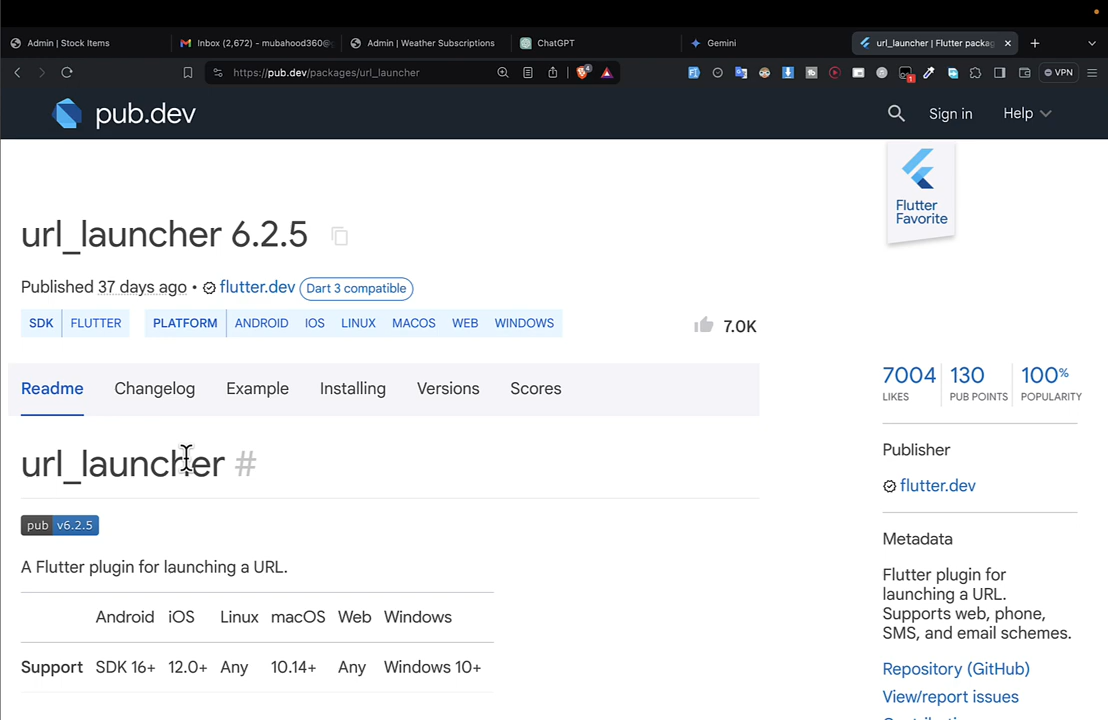 Admin | Stock Items
Inbox (2,672) - mubahood360@
Admin | Weather Subscriptions
ChatGPT
Gemini
url_launcher | Flutter packag
https://pub.dev/packages/url_launcher
VPN
pub.dev
Sign in
Help
Flutter
Favorite
url_launcher 6.2.5
Published 37 days ago • flutter.dev Dart 3 compatible
SDK FLUTTER PLATFORM ANDROID IOS LINUX MACOS WEB WINDOWS
7.0K
Readme Changelog Example Installing Versions Scores
7004 130 100%
LIKES PUB POINTS POPULARITY
url_launcher #
pub v6.2.5
A Flutter plugin for launching a URL.
Android iOS Linux macOS Web Windows
Support SDK 16+ 12.0+ Any 10.14+ Any Windows 10+
Publisher
flutter.dev
Metadata
Flutter plugin for
launching a URL.
Supports web, phone,
SMS, and email schemes.
Repository (GitHub)
View/report issues